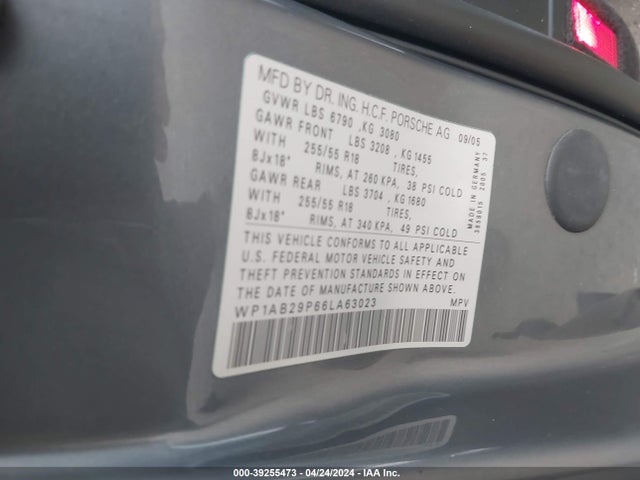 MFD BY DR. ING. H.C.F. PORSCHE AG 09/05
GVWR LBS 6790 ,KG 3080
GAWR FRONT LBS 3208 , KG 1455
WITH 255/55 R18 TIRES,
8Jx18" RIMS, AT 260 KPA, 38 PSI COLD
GAWR REAR LBS 3704 , KG 1680
WITH 255/55 R18 TIRES,
8Jx18" RIMS, AT 340 KPA, 49 PSI COLD
THIS VEHICLE CONFORMS TO ALL APPLICABLE
U.S. FEDERAL MOTOR VEHICLE SAFETY AND
THEFT PREVENTION STANDARDS IN EFFECT ON
THE DATE OF MANUFACTURE SHOWN ABOVE.
WP1AB29P66LA63023 MPV
MADE IN GERMANY
3858015 2005 37
000-39255473 - 04/24/2024 - IAA Inc.